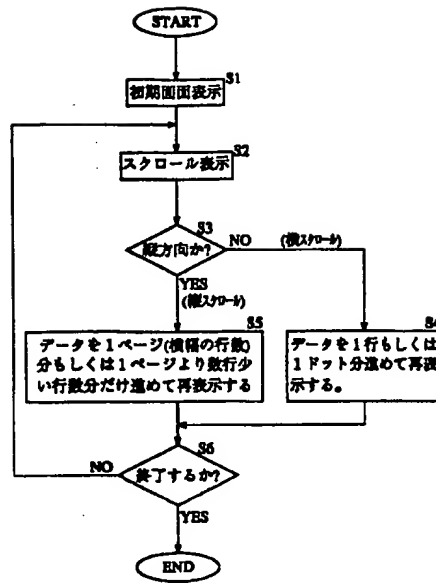 START
S1
初期画面表示
S2
スクロール表示
S3
縦方向か?
NO
(横スクロール)
YES
(縦スクロール)
S5
データを1ページ(横幅の行数)
分もしくは1ページより数行少
い行数分だけ進めて再表示する
データを1行もしくは
1ドット分進めて再表
示する。
S6
終了するか?
NO
YES
END